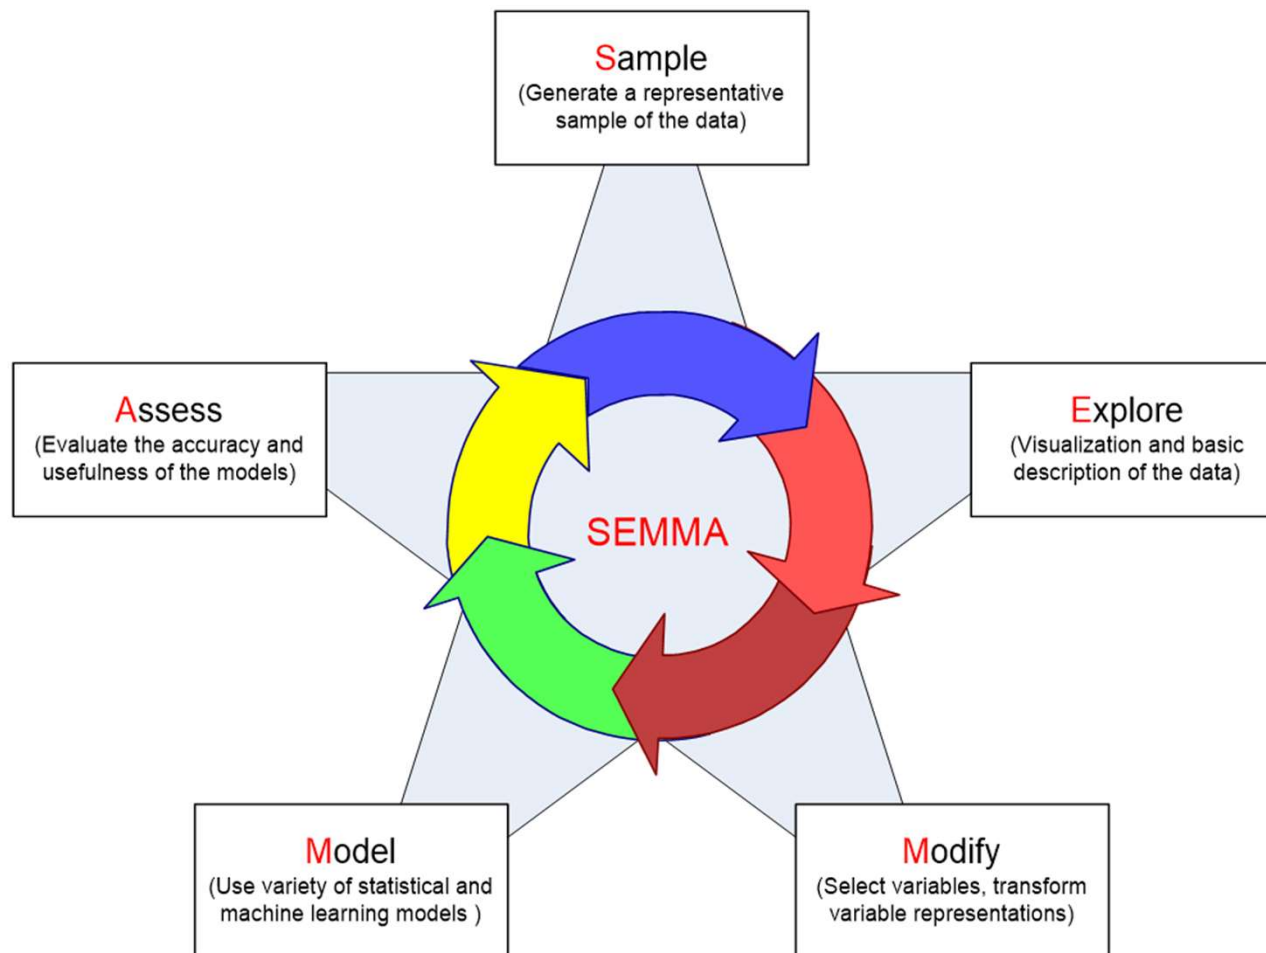 Sample
(Generate a representative
sample of the data)
Assess
(Evaluate the accuracy and
usefulness of the models)
Explore
(Visualization and basic
description of the data)
SEMMA
Model
(Use variety of statistical and
machine learning models )
Modify
(Select variables, transform
variable representations)